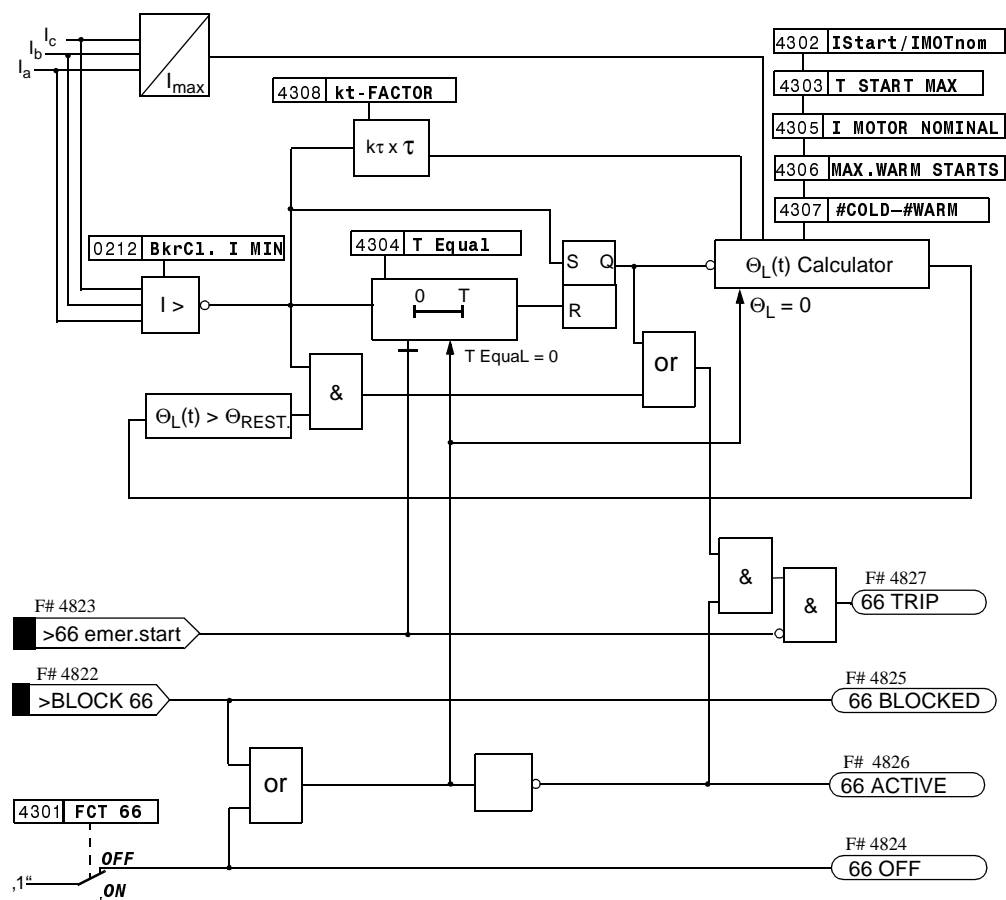 Ic
Ib
Ia
Imax
4302 IStart/IMOTnom
4303 T START MAX
4305 I MOTOR NOMINAL
4306 MAX.WARM STARTS
4307 #COLD–#WARM
4308 kt-FACTOR
kτ x τ
0212 BkrCl. I MIN
4304 T Equal
I >
0 T
S Q
R
ΘL(t) Calculator
ΘL = 0
T EquaL = 0
or
&
ΘL(t) > ΘREST.
&
&
F# 4827
66 TRIP
F# 4823
>66 emer.start
F# 4822
>BLOCK 66
F# 4825
66 BLOCKED
or
F# 4826
66 ACTIVE
4301 FCT 66
F# 4824
66 OFF
OFF
‚1“
ON